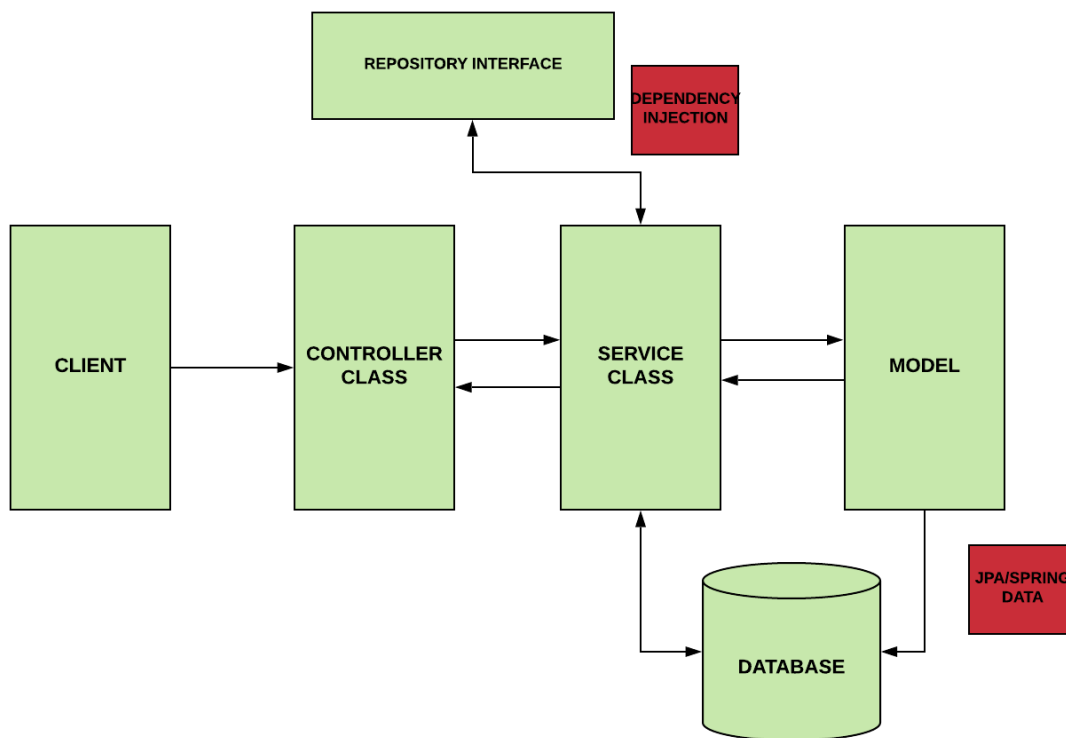 REPOSITORY INTERFACE
DEPENDENCY
INJECTION
CLIENT
CONTROLLER
CLASS
SERVICE
CLASS
MODEL
JPA/SPRING
DATA
DATABASE